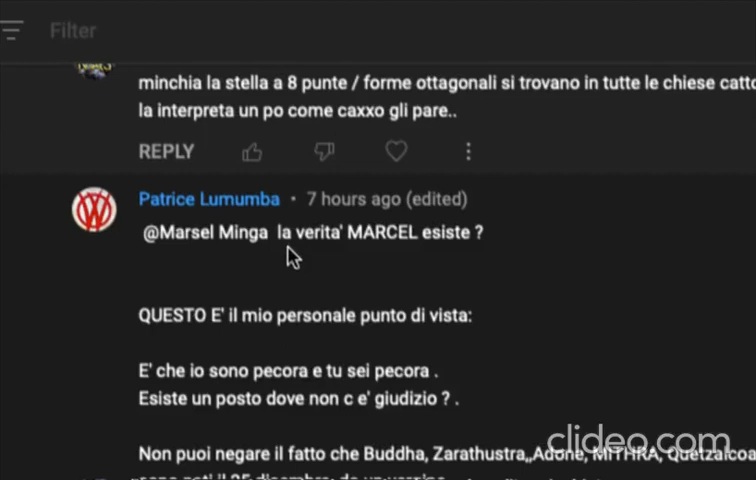 Filter
minchia la stella a 8 punte / forme ottagonali si trovano in tutte le chiese catto
la interpreta un po come caxxo gli pare..
REPLY
Patrice Lumumba • 7 hours ago (edited)
@Marsel Minga la verita' MARCEL esiste ?
QUESTO E' il mio personale punto di vista:
E' che io sono pecora e tu sei pecora .
Esiste un posto dove non c e' giudizio ? .
clideo.com
Non puoi negare il fatto che Buddha, Zarathustra,,Adone, MITHRA, Quetzalcoa